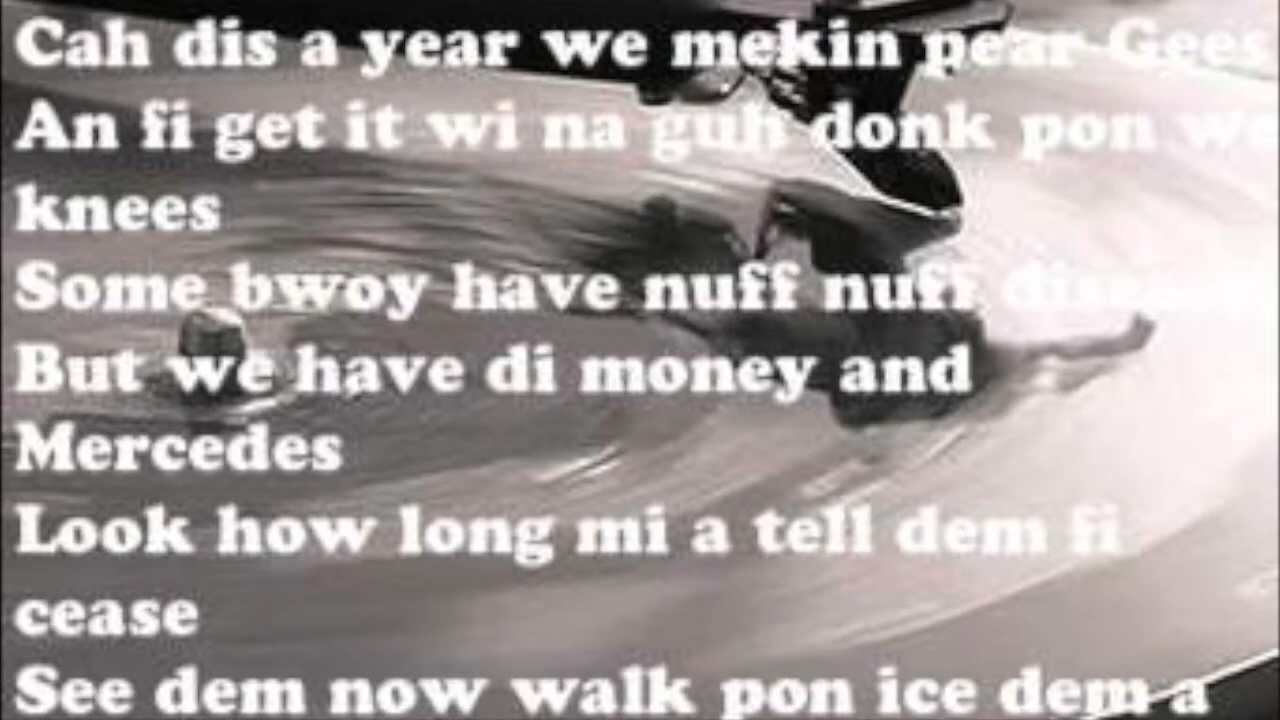 Cah dis a year we mekin pear Gees
An fi get it wi na guh donk pon we
knees
Some bwoy have nuff nuff
But we have di money and
Mercedes
Look how long mi a tell dem fi
cease
See dem now walk pon ice dem a